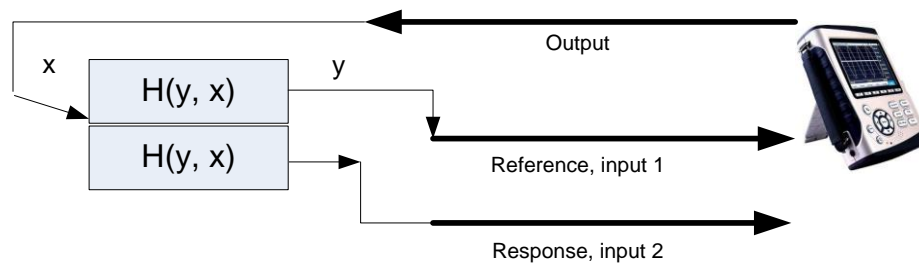 Output
x
y
H(y, x)
H(y, x)
Reference, input 1
Response, input 2